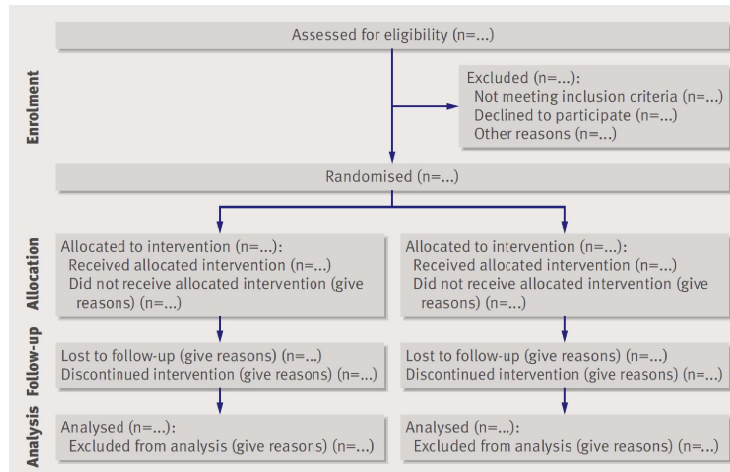 Assessed for eligibility (n=...)
Enrolment
Excluded (n=...):
Not meeting inclusion criteria (n=...)
Declined to participate (n=...)
Other reasons (n=...)
Randomised (n=...)
Allocation
Allocated to intervention (n=...):
Received allocated intervention (n=...)
Did not receive allocated intervention (give
reasons) (n=...)
Allocated to intervention (n=...):
Received allocated intervention (n=...)
Did not receive allocated intervention (give
reasons) (n=...)
Follow-up
Lost to follow-up (give reasons) (n=...)
Discontinued intervention (give reasons) (n=...)
Lost to follow-up (give reasons) (n=...)
Discontinued intervention (give reasons) (n=...)
Analysis
Analysed (n=...):
Excluded from analysis (give reasons) (n=...)
Analysed (n=...):
Excluded from analysis (give reasons) (n=...)